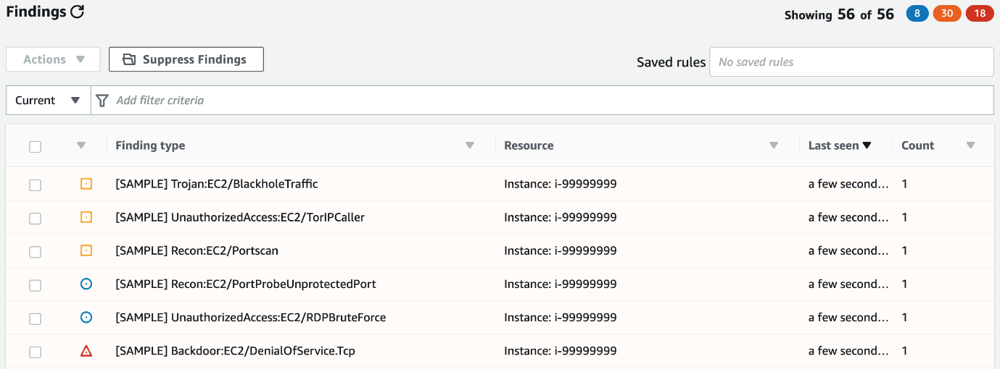 Findings
Showing 56 of 56 8 30 18
Actions Suppress Findings Saved rules No saved rules
Current Add filter criteria
Finding type Resource Last seen Count
[SAMPLE] Trojan:EC2/BlackholeTraffic Instance: i-99999999 a few second... 1
[SAMPLE] UnauthorizedAccess:EC2/TorIPCaller Instance: i-99999999 a few second... 1
[SAMPLE] Recon:EC2/Portscan Instance: i-99999999 a few second... 1
[SAMPLE] Recon:EC2/PortProbeUnprotectedPort Instance: i-99999999 a few second... 1
[SAMPLE] UnauthorizedAccess:EC2/RDPBruteForce Instance: i-99999999 a few second... 1
[SAMPLE] Backdoor:EC2/DenialOfService.Tcp Instance: i-99999999 a few second... 1